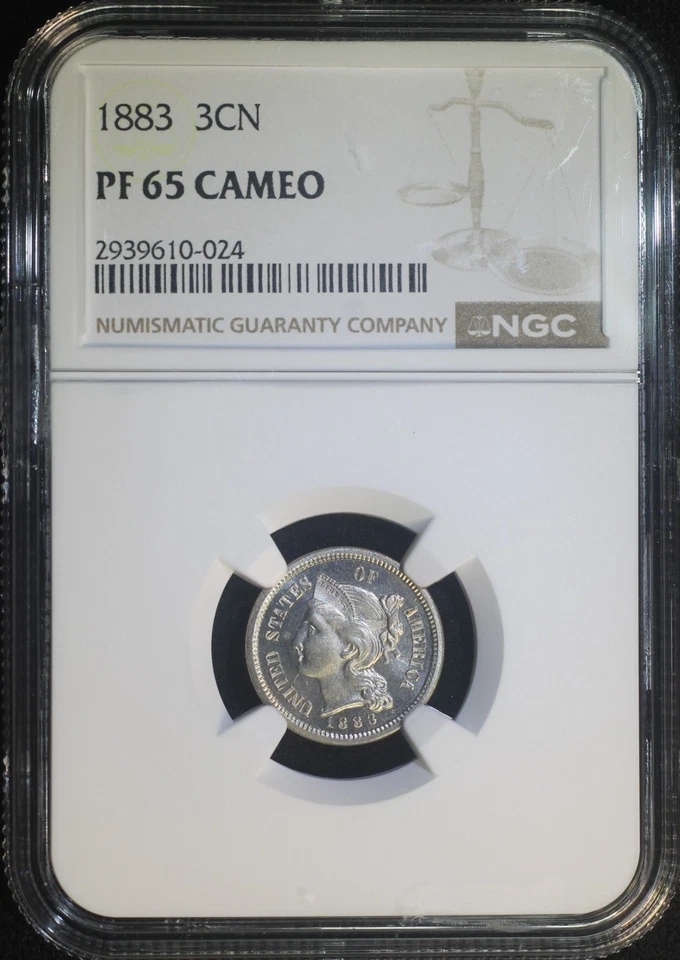 1883 3CN
PF 65 CAMEO
2939610-024
NUMISMATIC GUARANTY COMPANY NGC
UNITED STATES OF AMERICA
1883